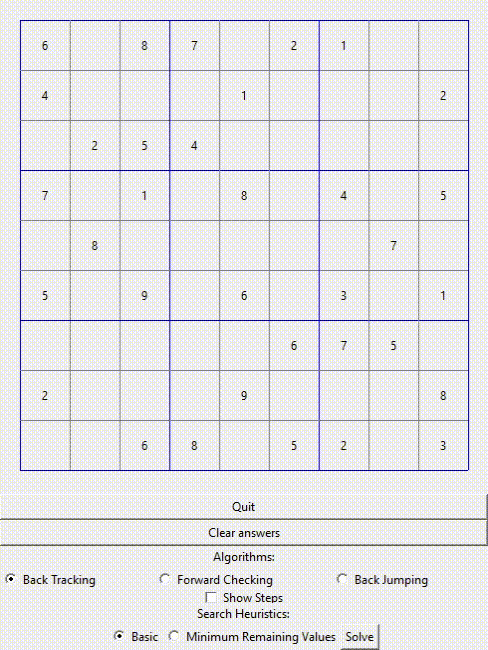 6 8 7 2 1
4 1 2
2 5 4
7 1 8 4 5
8 7
5 9 6 3 1
6 7 5
2 9 8
6 8 5 2 3
Quit
Clear answers
Algorithms:
Back Tracking Forward Checking Back Jumping
Show Steps
Search Heuristics:
Basic Minimum Remaining Values Solve